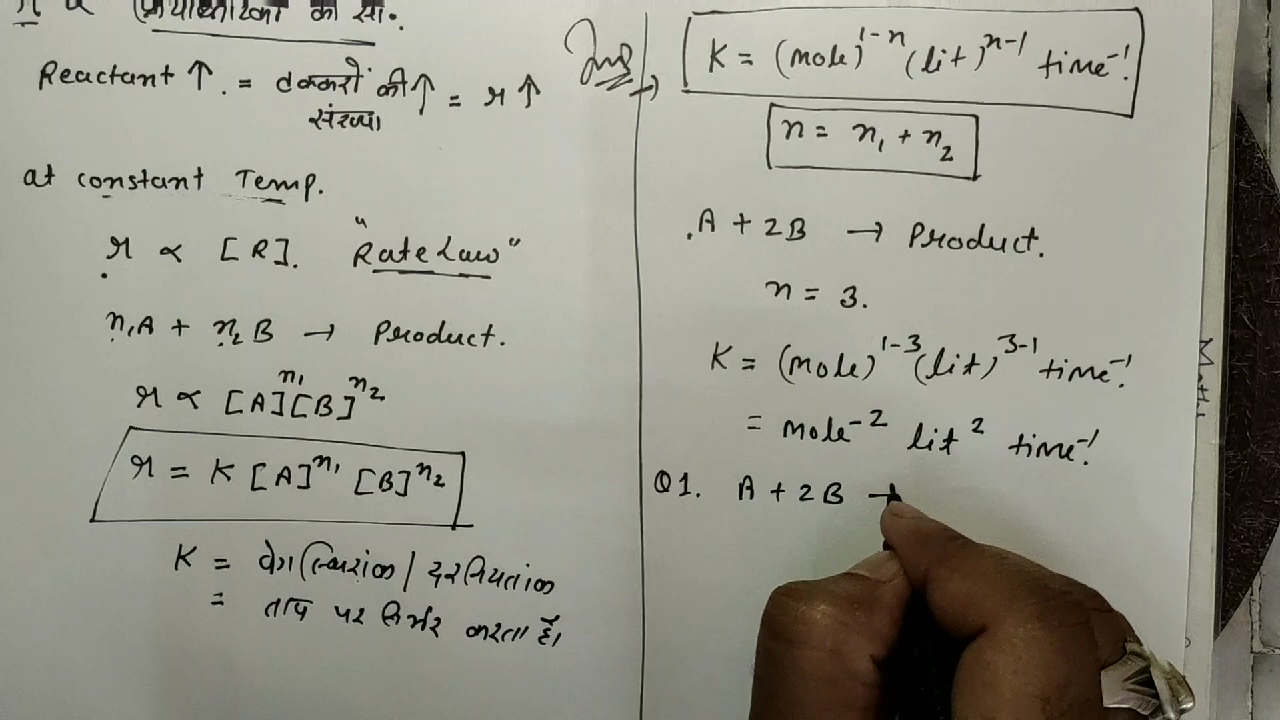 की सां.
Reactant ↑. = टक्करों की ↑ = r ↑
संख्या
at constant Temp.
r ∝ [R]. "Rate Law"
n₁A + n₂B → Product.
r ∝ [A]^n₁ [B]^n₂
r = K [A]^n₁ [B]^n₂
K = वेग स्थिरांक / दर नियतांक
= ताप पर निर्भर करता है।
K = (mole)^1-n (lit)^n-1 time^-1.
n = n₁ + n₂
A + 2B → Product.
n = 3.
K = (mole)^1-3 (lit)^3-1 time^-1.
= mole^-2 lit^2 time^-1.
Q1. A + 2B →
Maths